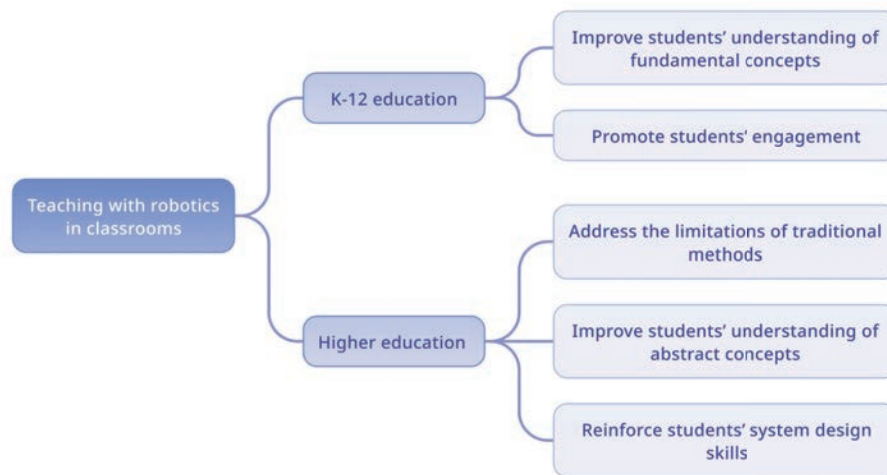 Improve students' understanding of
fundamental concepts
K-12 education
Promote students' engagement
Teaching with robotics
in classrooms
Address the limitations of traditional
methods
Higher education
Improve students' understanding of
abstract concepts
Reinforce students' system design
skills